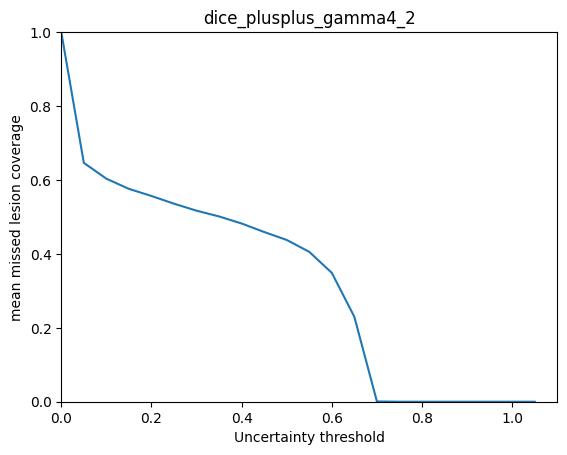 dice_plusplus_gamma4_2
mean missed lesion coverage
1.0
0.8
0.6
0.4
0.2
0.0
0.0 0.2 0.4 0.6 0.8 1.0
Uncertainty threshold